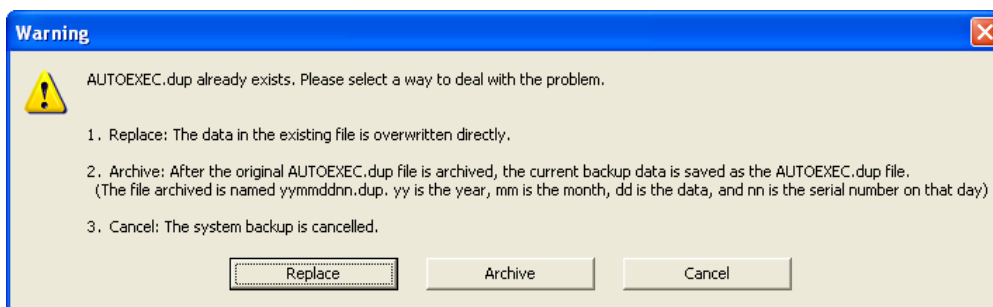 Warning
AUTOEXEC.dup already exists. Please select a way to deal with the problem.
1. Replace: The data in the existing file is overwritten directly.
2. Archive: After the original AUTOEXEC.dup file is archived, the current backup data is saved as the AUTOEXEC.dup file.
(The file archived is named yymmddnn.dup. yy is the year, mm is the month, dd is the data, and nn is the serial number on that day)
3. Cancel: The system backup is cancelled.
Replace Archive Cancel